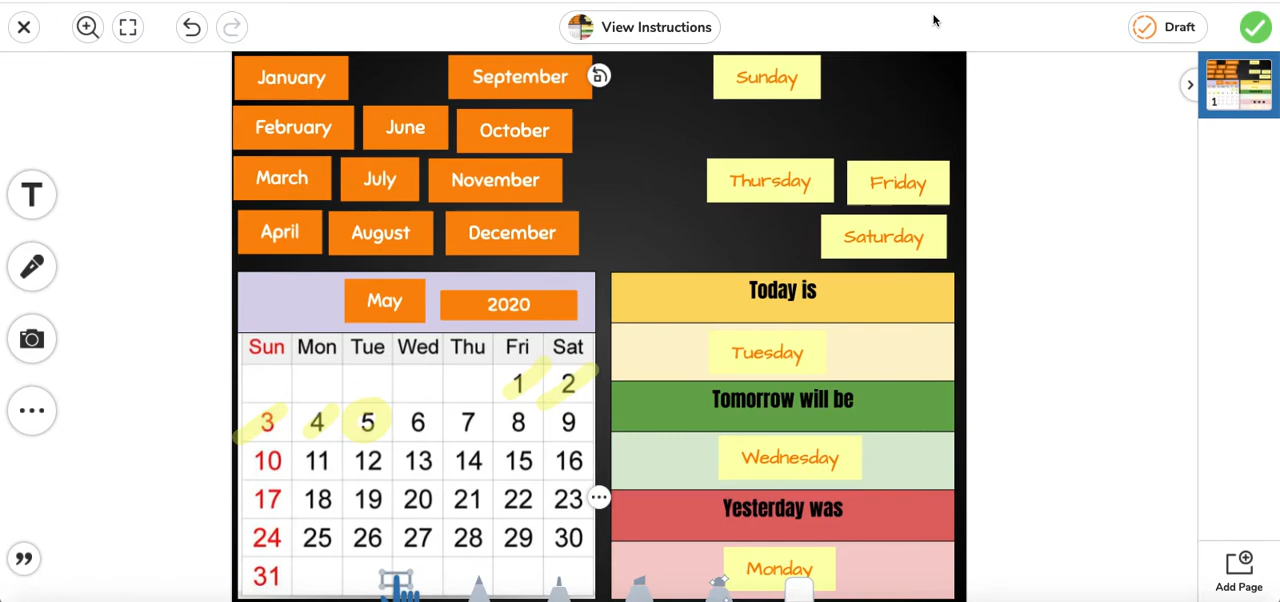 View Instructions
Draft
January
September
Sunday
February
June
October
March
July
November
Thursday
Friday
April
August
December
Saturday
May
2020
Sun Mon Tue Wed Thu Fri Sat
1 2
3 4 5 6 7 8 9
10 11 12 13 14 15 16
17 18 19 20 21 22 23
24 25 26 27 28 29 30
31
Today is
Tuesday
Tomorrow will be
Wednesday
Yesterday was
Monday
T
1
Add Page